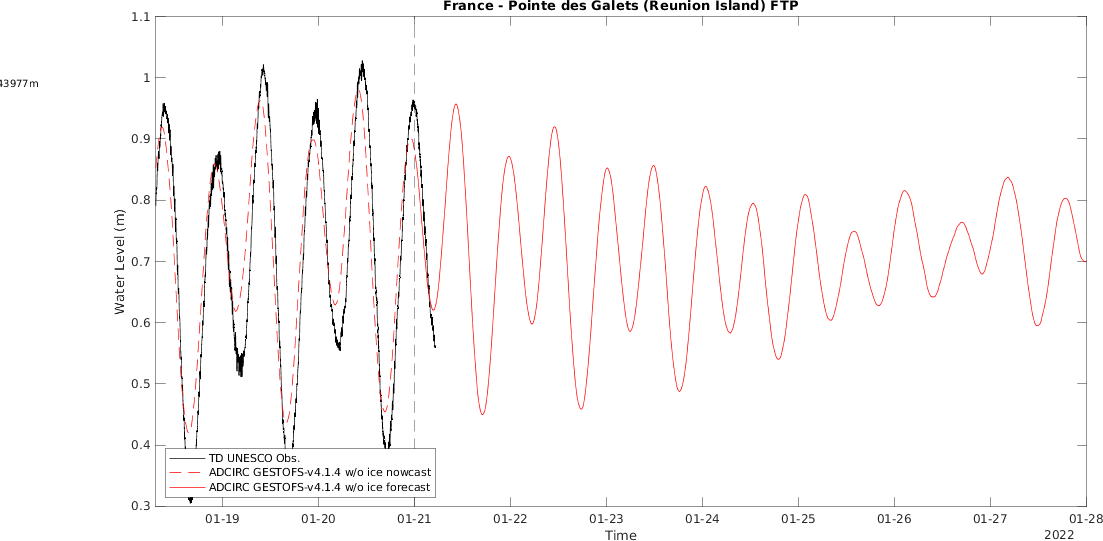 France - Pointe des Galets (Reunion Island) FTP
43977m
1.1
1
0.9
0.8
0.7
0.6
0.5
0.4
0.3
Water Level (m)
TD UNESCO Obs.
ADCIRC GESTOFS-v4.1.4 w/o ice nowcast
ADCIRC GESTOFS-v4.1.4 w/o ice forecast
01-19 01-20 01-21 01-22 01-23 01-24 01-25 01-26 01-27 01-28
Time
2022